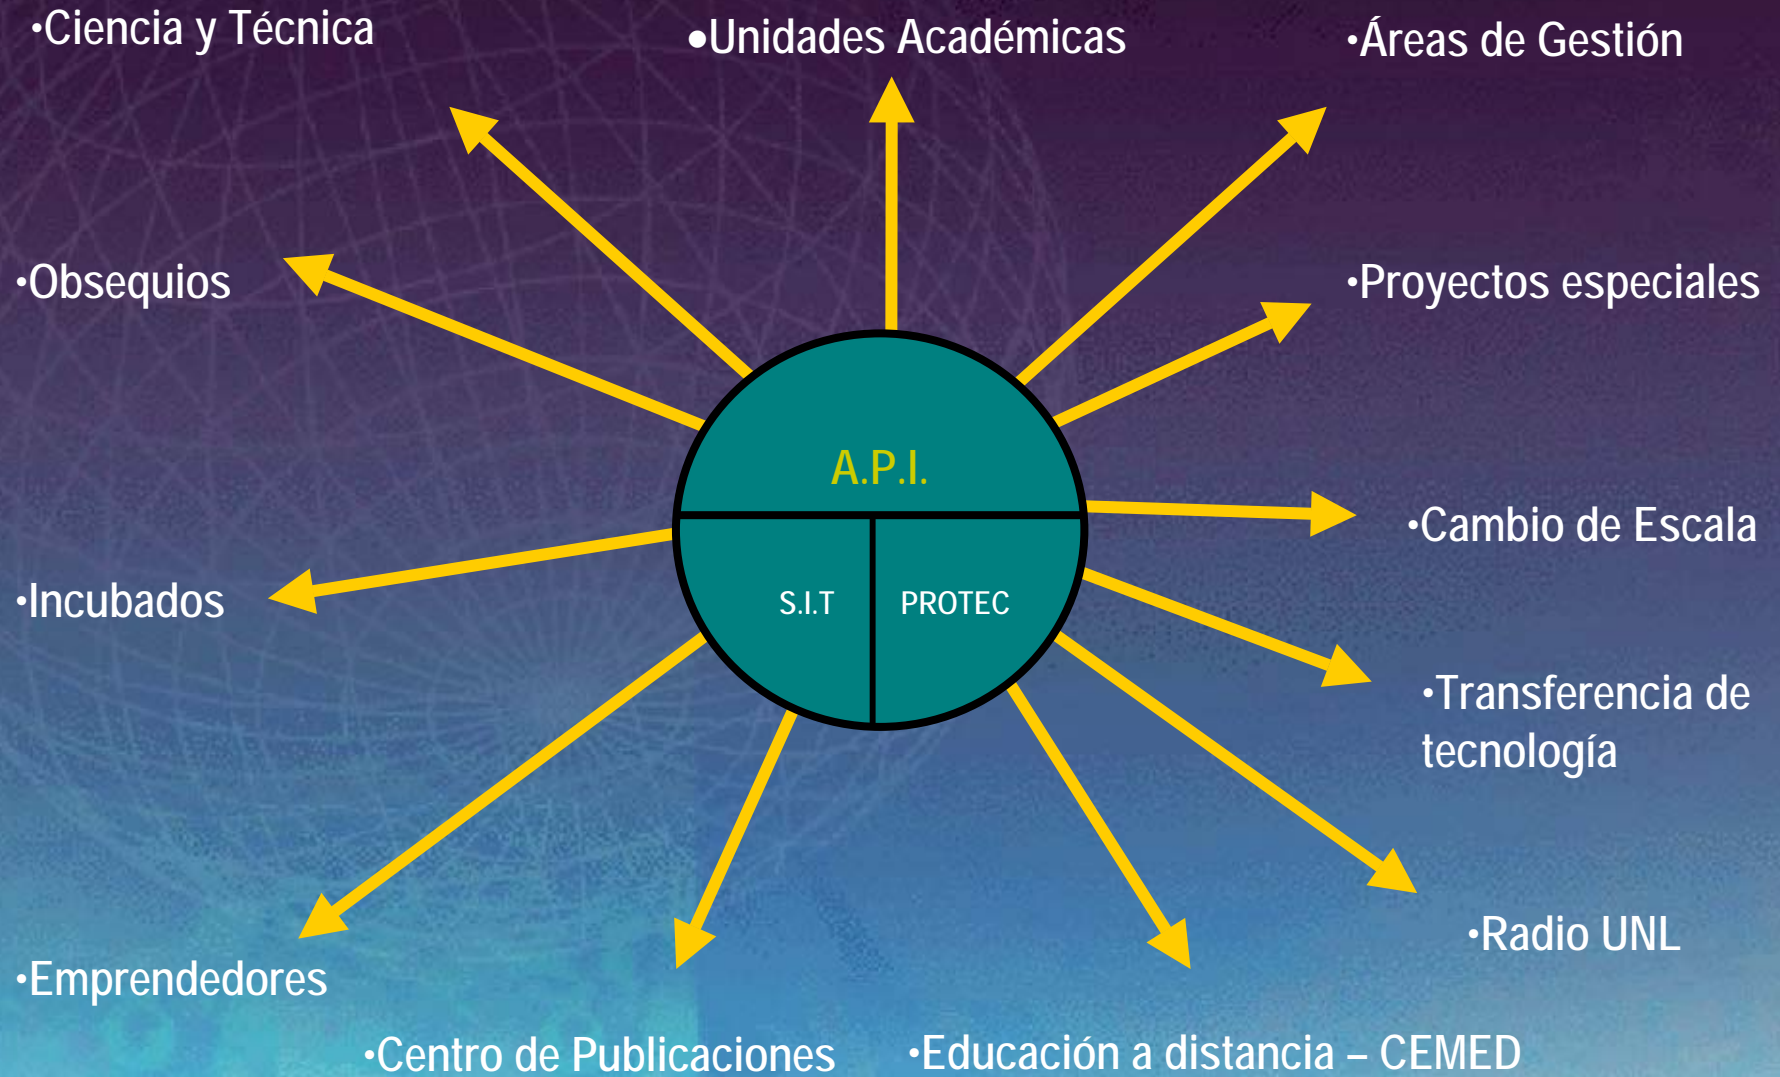 •Ciencia y Técnica
•Unidades Académicas
•Áreas de Gestión
•Obsequios
•Proyectos especiales
A.P.I.
•Cambio de Escala
•Incubados
S.I.T
PROTEC
•Transferencia de
tecnología
•Radio UNL
•Emprendedores
•Centro de Publicaciones
•Educación a distancia – CEMED